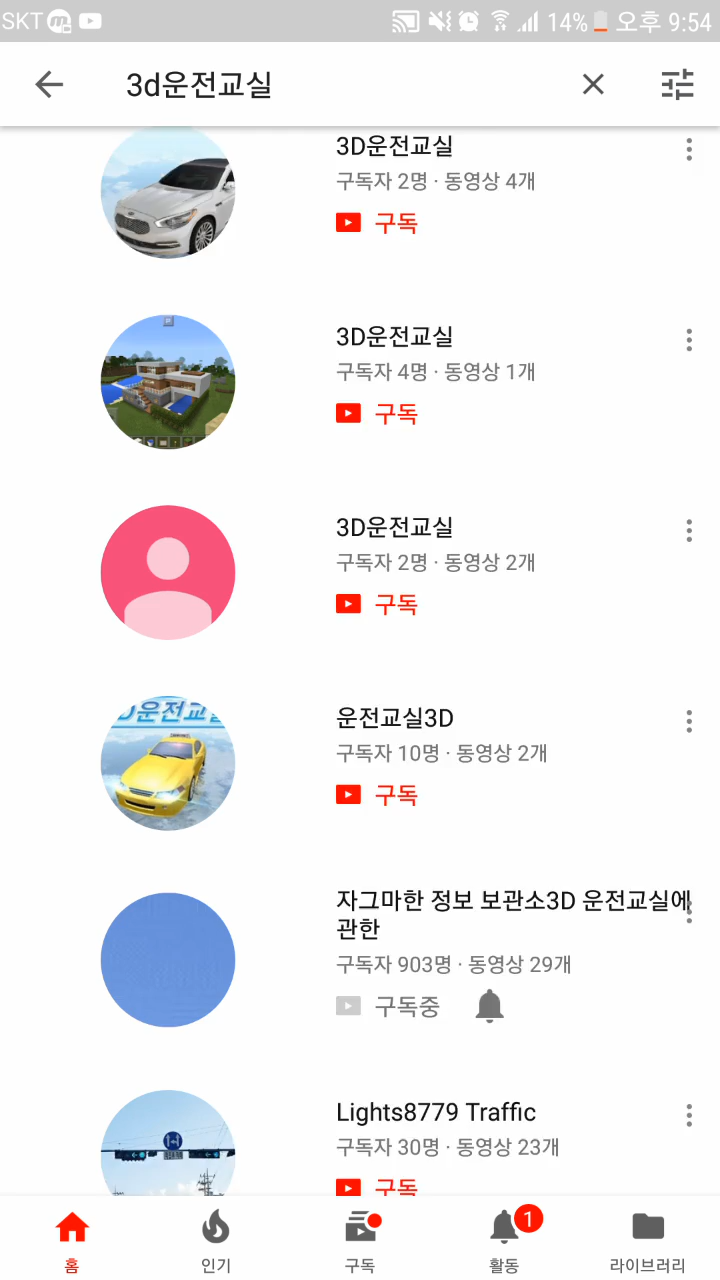 SKT 14% 오후 9:54
3d운전교실
3D운전교실
구독자 2명 · 동영상 4개
구독
3D운전교실
구독자 4명 · 동영상 1개
구독
3D운전교실
구독자 2명 · 동영상 2개
구독
D운전교실
운전교실3D
구독자 10명 · 동영상 2개
구독
자그마한 정보 보관소3D 운전교실에
관한
구독자 903명 · 동영상 29개
구독중
Lights8779 Traffic
구독자 30명 · 동영상 23개
구독
1
홈 인기 구독 활동 라이브러리